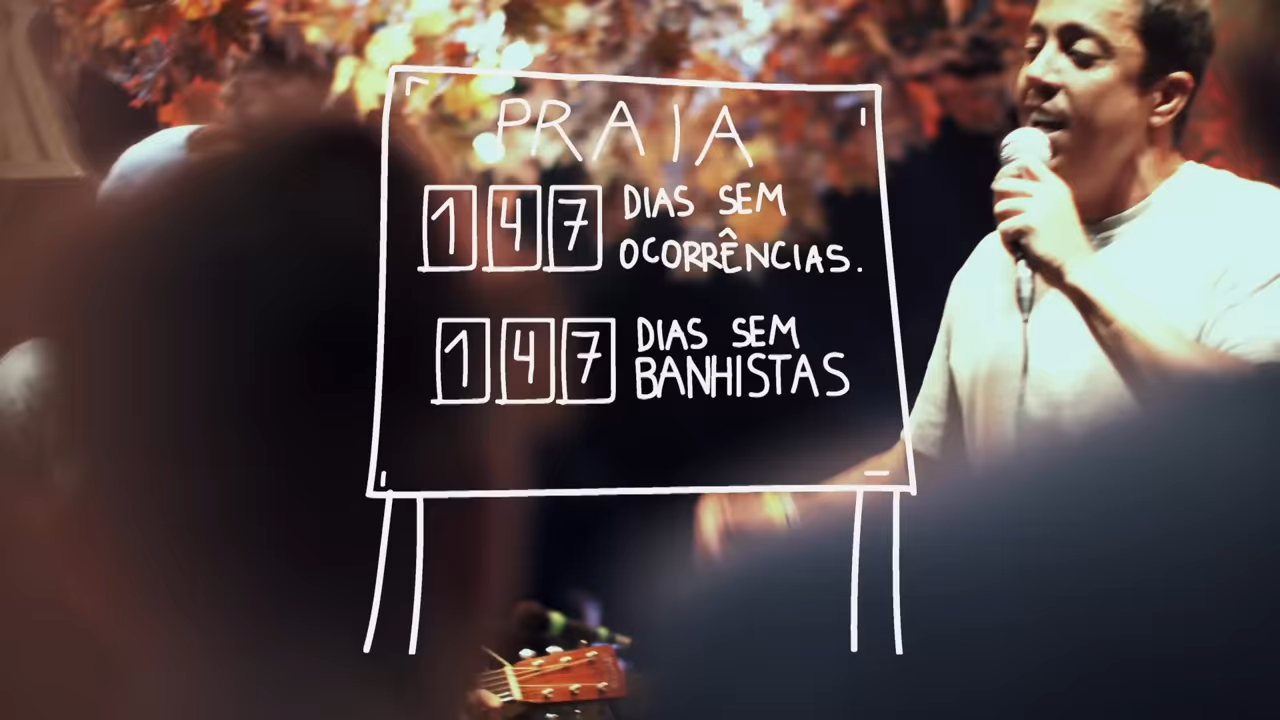 PRAIA
147 DIAS SEM
OCORRÊNCIAS.
147 DIAS SEM
BANHISTAS